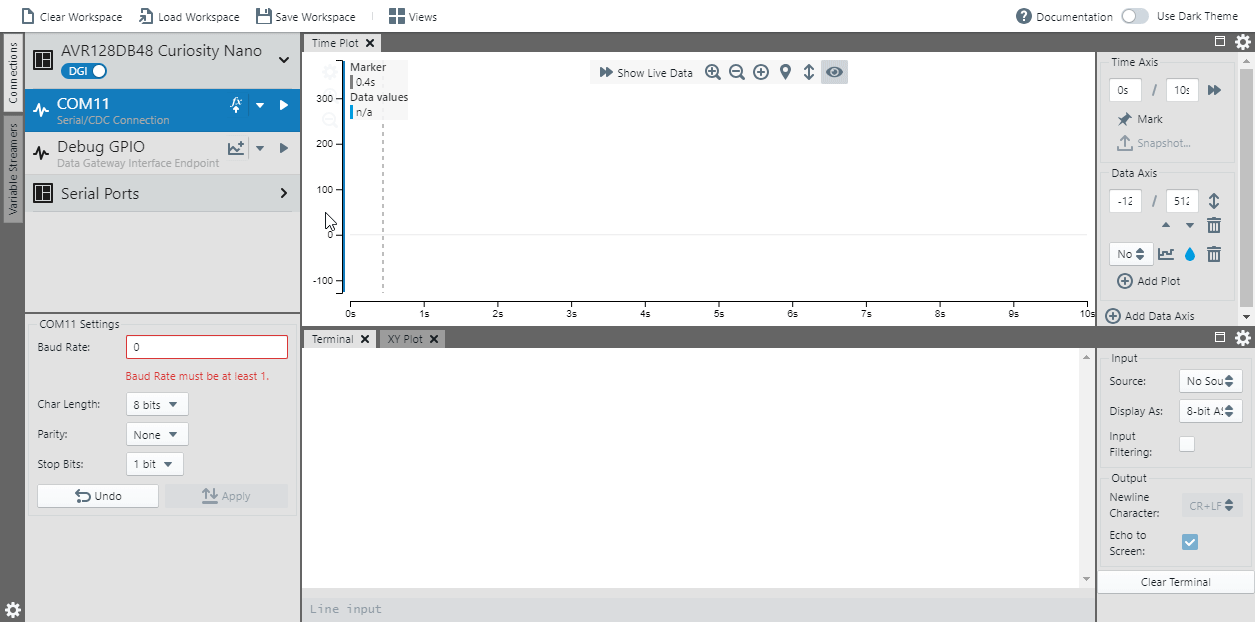 Clear Workspace Load Workspace Save Workspace Views Documentation Use Dark Theme
Connections
Variable Streamers
AVR128DB48 Curiosity Nano
DGI
COM11
Serial/CDC Connection
Debug GPIO
Data Gateway Interface Endpoint
Serial Ports
COM11 Settings
Baud Rate: 0
Baud Rate must be at least 1.
Char Length: 8 bits
Parity: None
Stop Bits: 1 bit
Undo Apply
Time Plot
Marker
0.4s
Data values
n/a
Show Live Data
300
200
100
0
-100
0s 1s 2s 3s 4s 5s 6s 7s 8s 9s 10s
Time Axis
0s / 10s
Mark
Snapshot...
Data Axis
-12 / 512
No
Add Plot
Add Data Axis
Terminal XY Plot
Line input
Input
Source: No Sou
Display As: 8-bit AS
Input
Filtering:
Output
Newline
Character: CR+LF
Echo to
Screen:
Clear Terminal